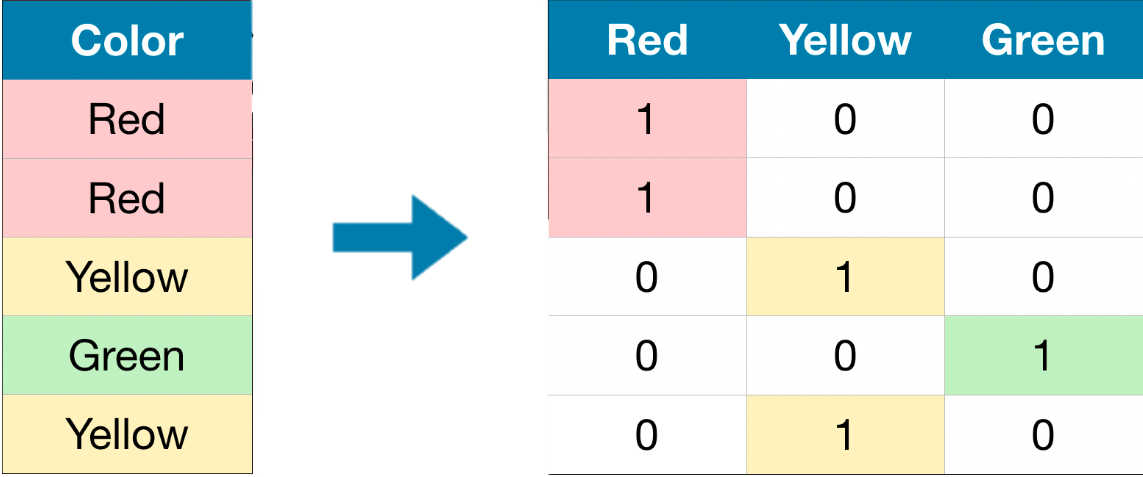 Color
Red
Red
Yellow
Green
Yellow
Red Yellow Green
1 0 0
1 0 0
0 1 0
0 0 1
0 1 0